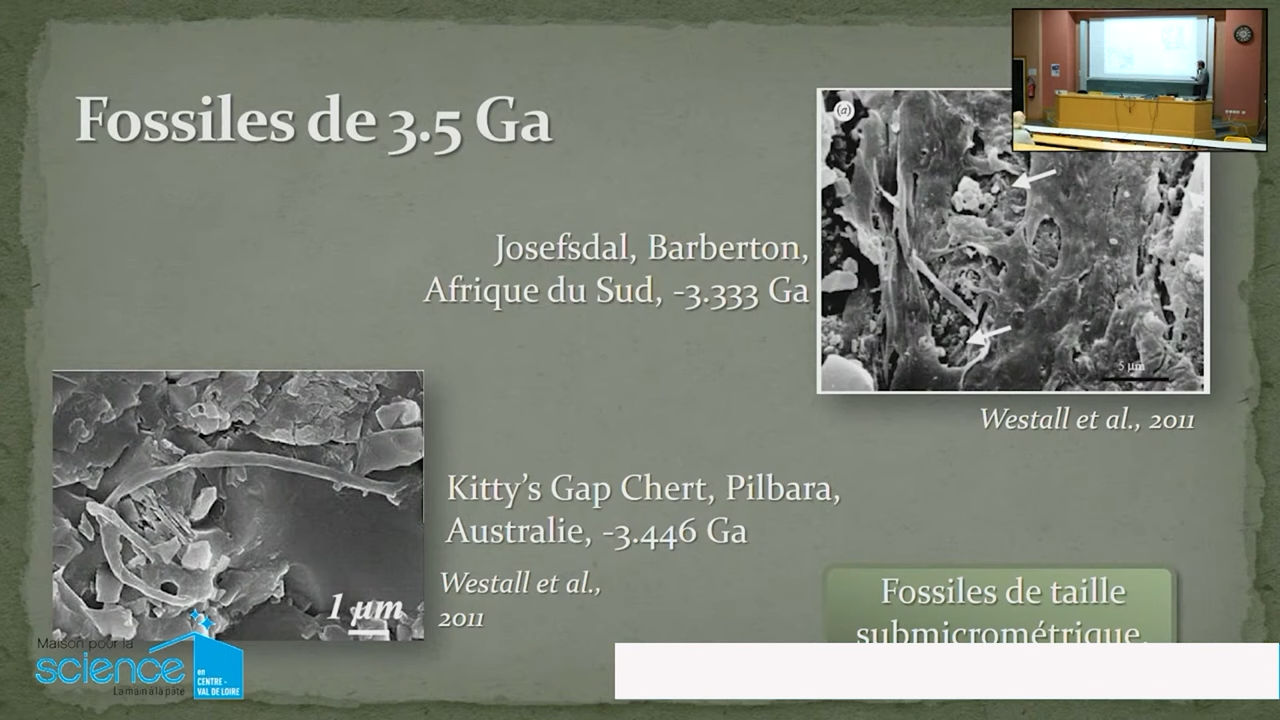 Fossiles de 3.5 Ga
(a)
Josefsdal, Barberton,
Afrique du Sud, -3.333 Ga
5 µm
Westall et al., 2011
Kitty's Gap Chert, Pilbara,
Australie, -3.446 Ga
Westall et al.,
2011
1 µm
Fossiles de taille
submicrométrique.
Maison pour la
science
La main à la pâte
en
CENTRE -
VAL DE LOIRE